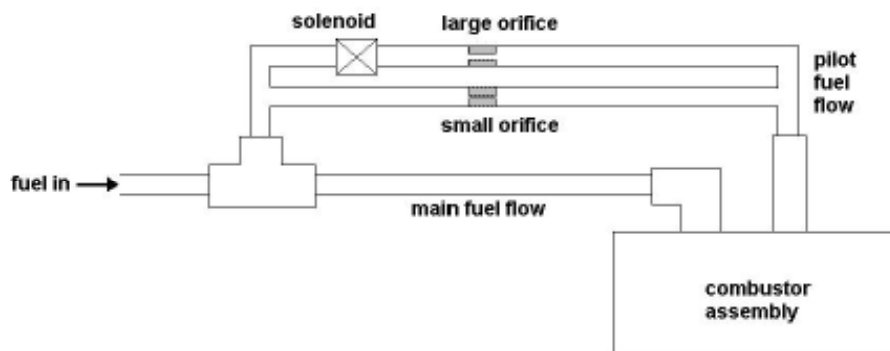 solenoid
large orifice
pilot
fuel
flow
small orifice
fuel in
main fuel flow
combustor
assembly